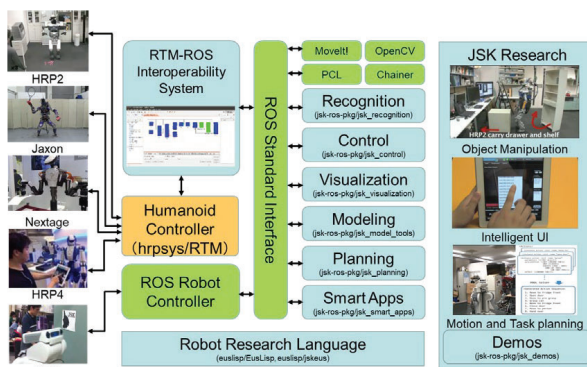 HRP2
Jaxon
Nextage
HRP4
RTM-ROS
Interoperability
System
Humanoid
Controller
(hrpsys/RTM)
ROS Robot
Controller
ROS Standard Interface
MoveIt!
OpenCV
PCL
Chainer
Recognition
(jsk-ros-pkg/jsk_recognition)
Control
(jsk-ros-pkg/jsk_control)
Visualization
(jsk-ros-pkg/jsk_visualization)
Modeling
(jsk-ros-pkg/jsk_model_tools)
Planning
(jsk-ros-pkg/jsk_planning)
Smart Apps
(jsk-ros-pkg/jsk_smart_apps)
Robot Research Language
(euslisp/EusLisp, euslisp/jskeus)
JSK Research
HRP2 carry drawer and shelf
Object Manipulation
Intelligent UI
Motion and Task planning
Demos
(jsk-ros-pkg/jsk_demos)